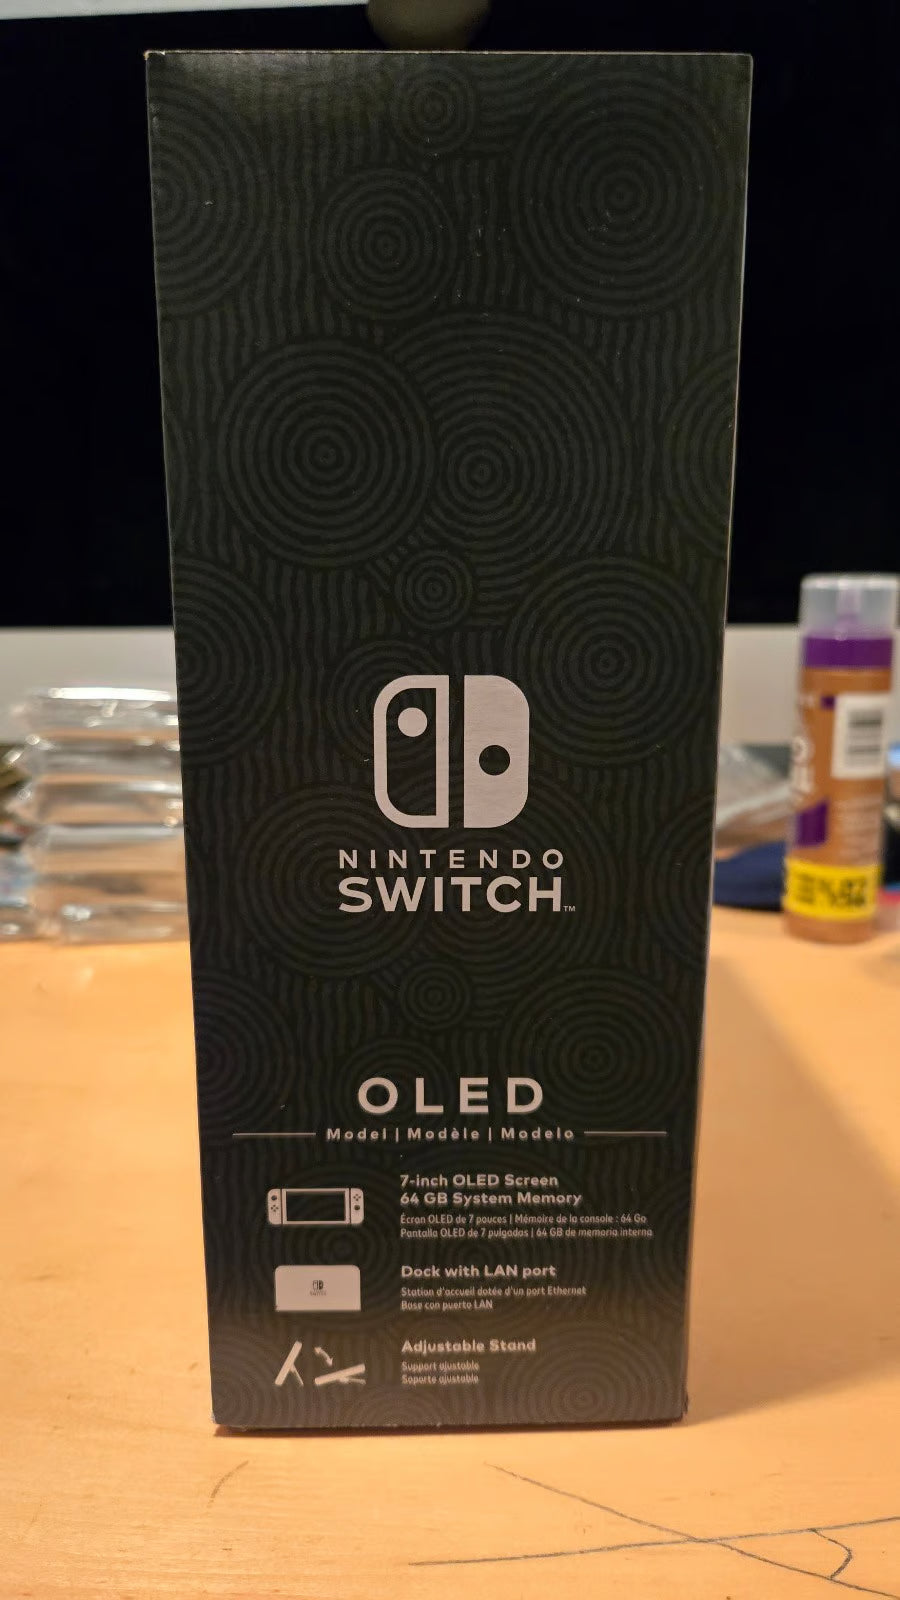 NINTENDO
SWITCH™
OLED
Model | Modèle | Modelo
7-inch OLED Screen
64 GB System Memory
Écran OLED de 7 pouces | Mémoire de la console : 64 Go
Pantalla OLED de 7 pulgadas | 64 GB de memoria interna
Dock with LAN port
Station d'accueil dotée d'un port Ethernet
Base con puerto LAN
Adjustable Stand
Support ajustable
Soporte ajustable